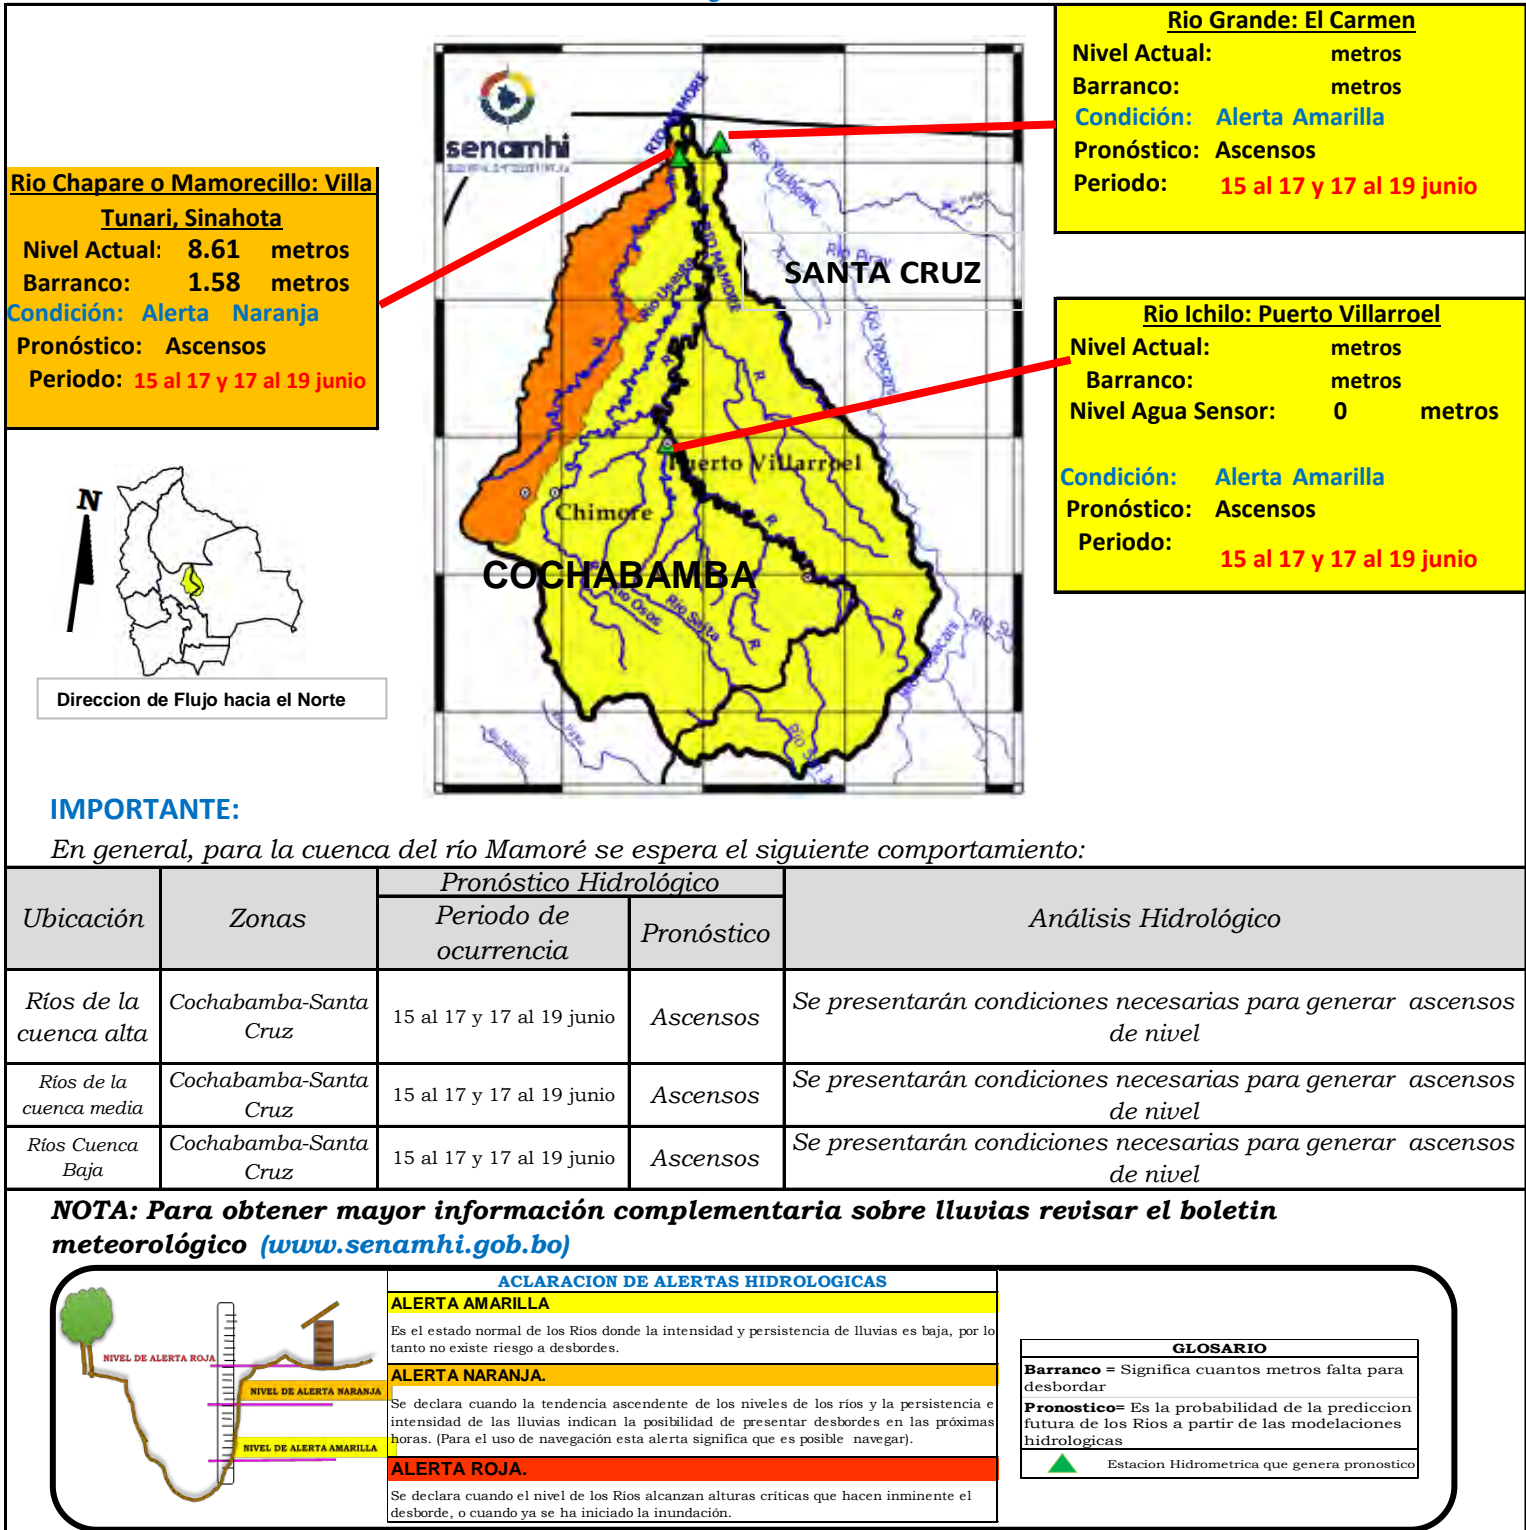 Rio Grande: El Carmen
Nivel Actual: metros
Barranco: metros
Condición: Alerta Amarilla
Pronóstico: Ascensos
Periodo: 15 al 17 y 17 al 19 junio
senamhi
RIO MAMORE
Rio Chapare o Mamorecillo: Villa
Tunari, Sinahota
Nivel Actual: 8.61 metros
Barranco: 1.58 metros
Condición: Alerta Naranja
Pronóstico: Ascensos
Periodo: 15 al 17 y 17 al 19 junio
Río Yapacaní
Río Piraí
SANTA CRUZ
RIO MAMORE
Río Yapacaní
Rio Ichilo: Puerto Villarroel
Nivel Actual: metros
Barranco: metros
Nivel Agua Sensor: 0 metros
Condición: Alerta Amarilla
Pronóstico: Ascensos
Periodo:
15 al 17 y 17 al 19 junio
Puerto Villarroel
Chimore
COCHABAMBA
Río Osos
Río Sajta
N
Direccion de Flujo hacia el Norte
IMPORTANTE:
En general, para la cuenca del río Mamoré se espera el siguiente comportamiento:
Ubicación Zonas Pronóstico Hidrológico Análisis Hidrológico
Periodo de ocurrencia Pronóstico
Ríos de la cuenca alta Cochabamba-Santa Cruz 15 al 17 y 17 al 19 junio Ascensos Se presentarán condiciones necesarias para generar ascensos de nivel
Ríos de la cuenca media Cochabamba-Santa Cruz 15 al 17 y 17 al 19 junio Ascensos Se presentarán condiciones necesarias para generar ascensos de nivel
Ríos Cuenca Baja Cochabamba-Santa Cruz 15 al 17 y 17 al 19 junio Ascensos Se presentarán condiciones necesarias para generar ascensos de nivel
NOTA: Para obtener mayor información complementaria sobre lluvias revisar el boletin
meteorológico (www.senamhi.gob.bo)
NIVEL DE ALERTA ROJA
NIVEL DE ALERTA NARANJA
NIVEL DE ALERTA AMARILLA
ACLARACION DE ALERTAS HIDROLOGICAS
ALERTA AMARILLA
Es el estado normal de los Ríos donde la intensidad y persistencia de lluvias es baja, por lo
tanto no existe riesgo a desbordes.
ALERTA NARANJA.
Se declara cuando la tendencia ascendente de los niveles de los ríos y la persistencia e
intensidad de las lluvias indican la posibilidad de presentar desbordes en las próximas
horas. (Para el uso de navegación esta alerta significa que es posible navegar).
ALERTA ROJA.
Se declara cuando el nivel de los Ríos alcanzan alturas críticas que hacen inminente el
desborde, o cuando ya se ha iniciado la inundación.
GLOSARIO
Barranco = Significa cuantos metros falta para
desbordar
Pronostico= Es la probabilidad de la prediccion
futura de los Rios a partir de las modelaciones
hidrologicas
Estacion Hidrometrica que genera pronostico